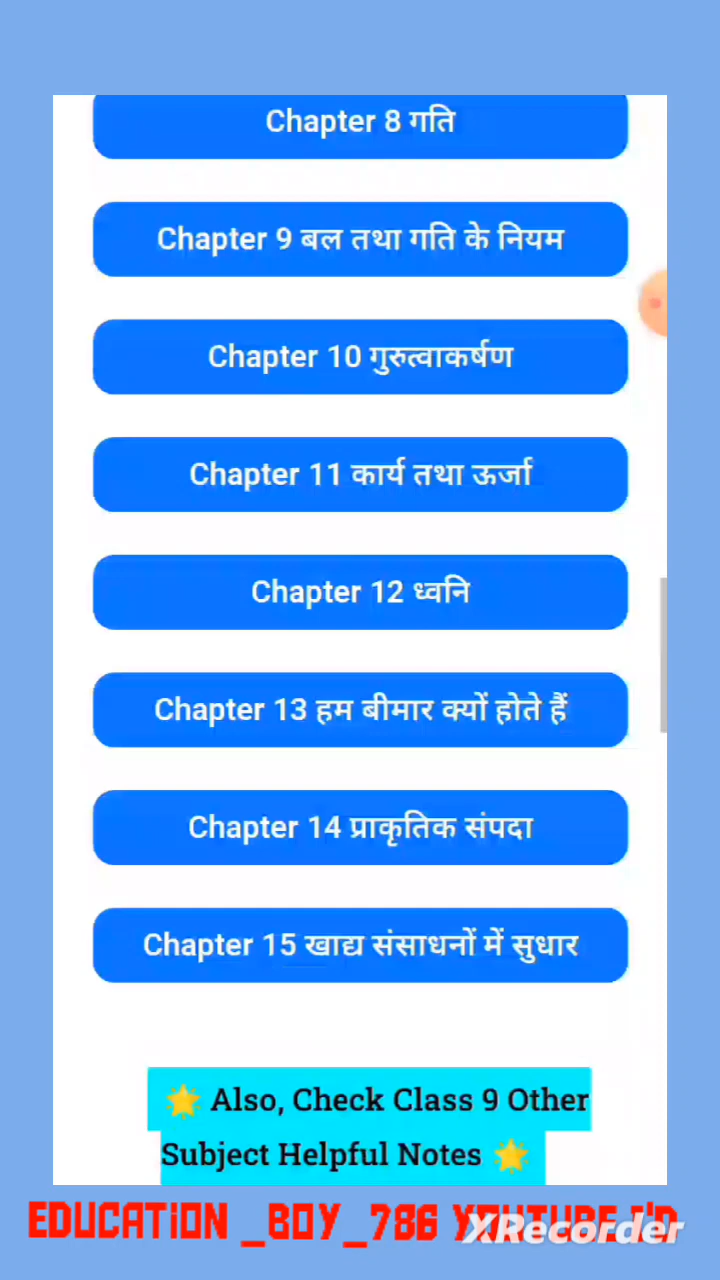 Chapter 8 गति
Chapter 9 बल तथा गति के नियम
Chapter 10 गुरुत्वाकर्षण
Chapter 11 कार्य तथा ऊर्जा
Chapter 12 ध्वनि
Chapter 13 हम बीमार क्यों होते हैं
Chapter 14 प्राकृतिक संपदा
Chapter 15 खाद्य संसाधनों में सुधार
🌟 Also, Check Class 9 Other
Subject Helpful Notes 🌟
EDUCATiON _BOY_786 YOUTUBE I'D
XRecorder